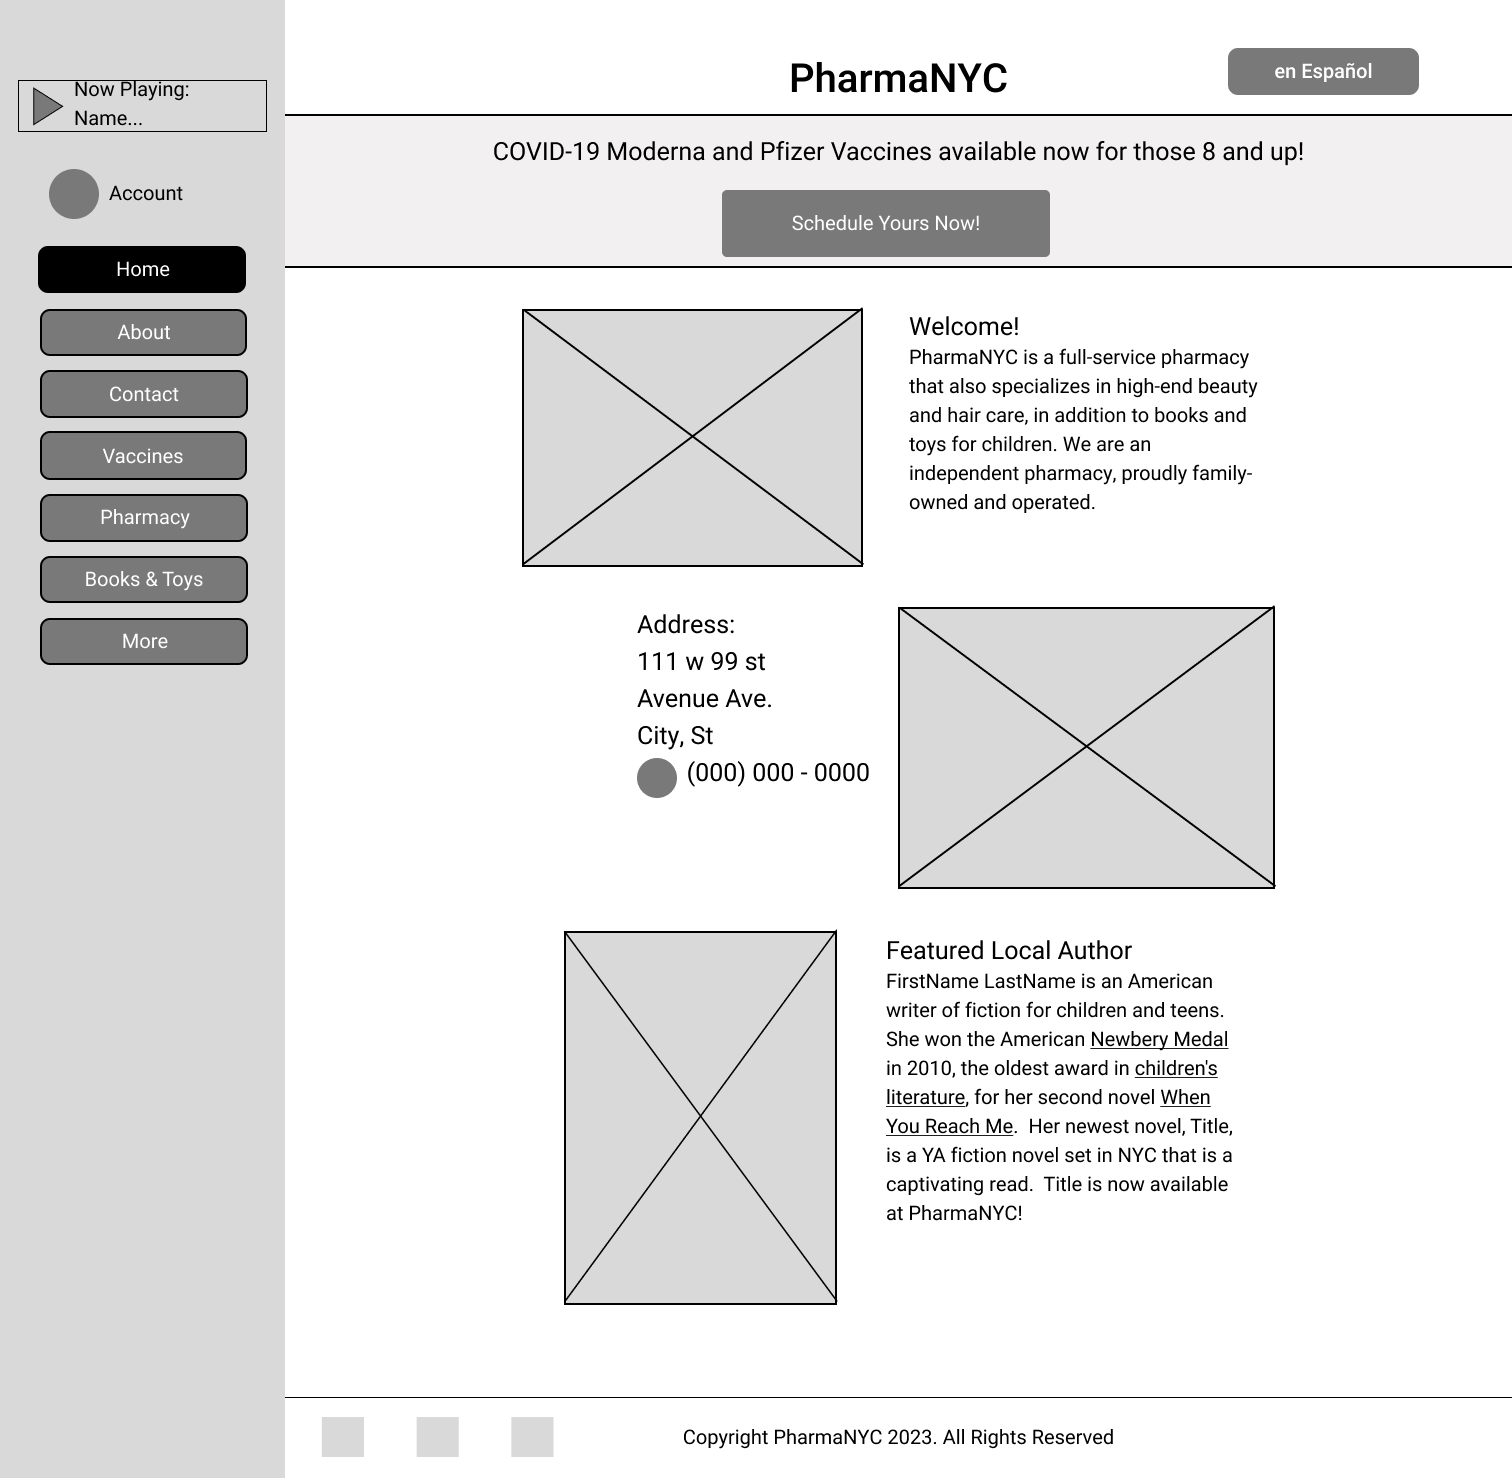 Now Playing:
Name...
Account
Home
About
Contact
Vaccines
Pharmacy
Books & Toys
More
PharmaNYC
en Español
COVID-19 Moderna and Pfizer Vaccines available now for those 8 and up!
Schedule Yours Now!
Welcome!
PharmaNYC is a full-service pharmacy
that also specializes in high-end beauty
and hair care, in addition to books and
toys for children. We are an
independent pharmacy, proudly family-
owned and operated.
Address:
111 w 99 st
Avenue Ave.
City, St
(000) 000 - 0000
Featured Local Author
FirstName LastName is an American
writer of fiction for children and teens.
She won the American Newbery Medal
in 2010, the oldest award in children's
literature, for her second novel When
You Reach Me.  Her newest novel, Title,
is a YA fiction novel set in NYC that is a
captivating read.  Title is now available
at PharmaNYC!
Copyright PharmaNYC 2023. All Rights Reserved